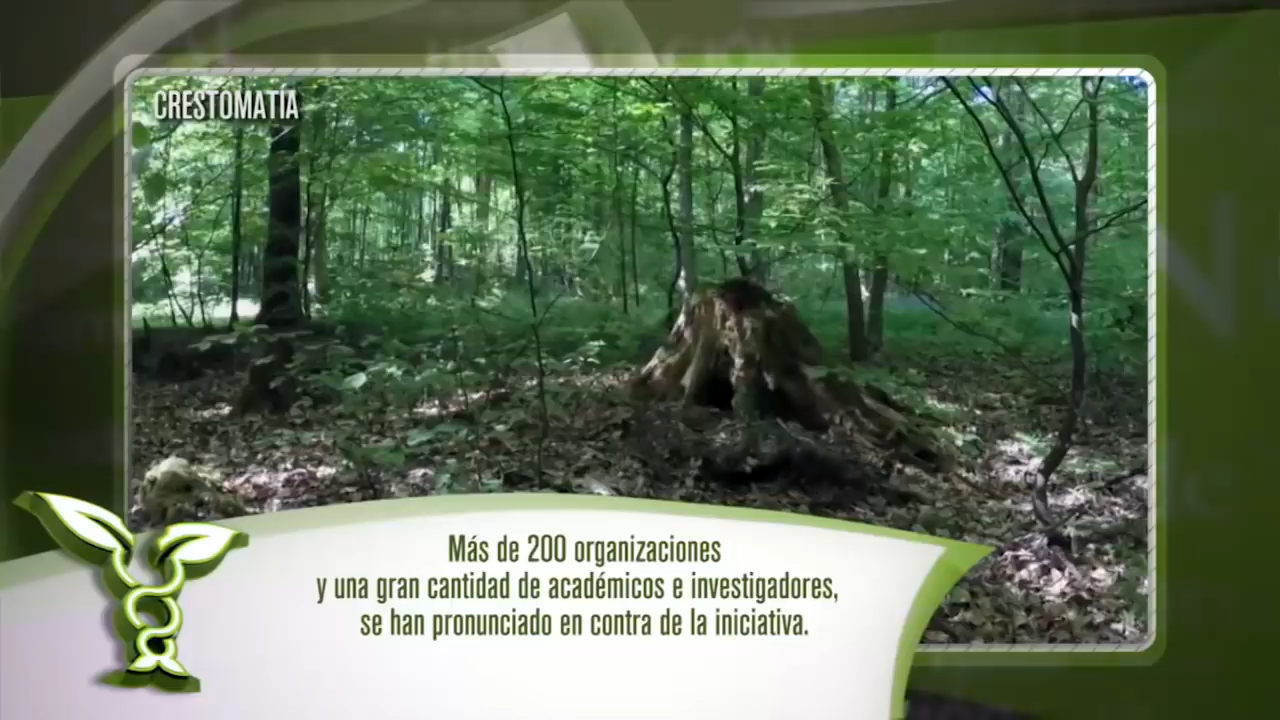 CRESTOMATÍA
Más de 200 organizaciones
y una gran cantidad de académicos e investigadores,
se han pronunciado en contra de la iniciativa.